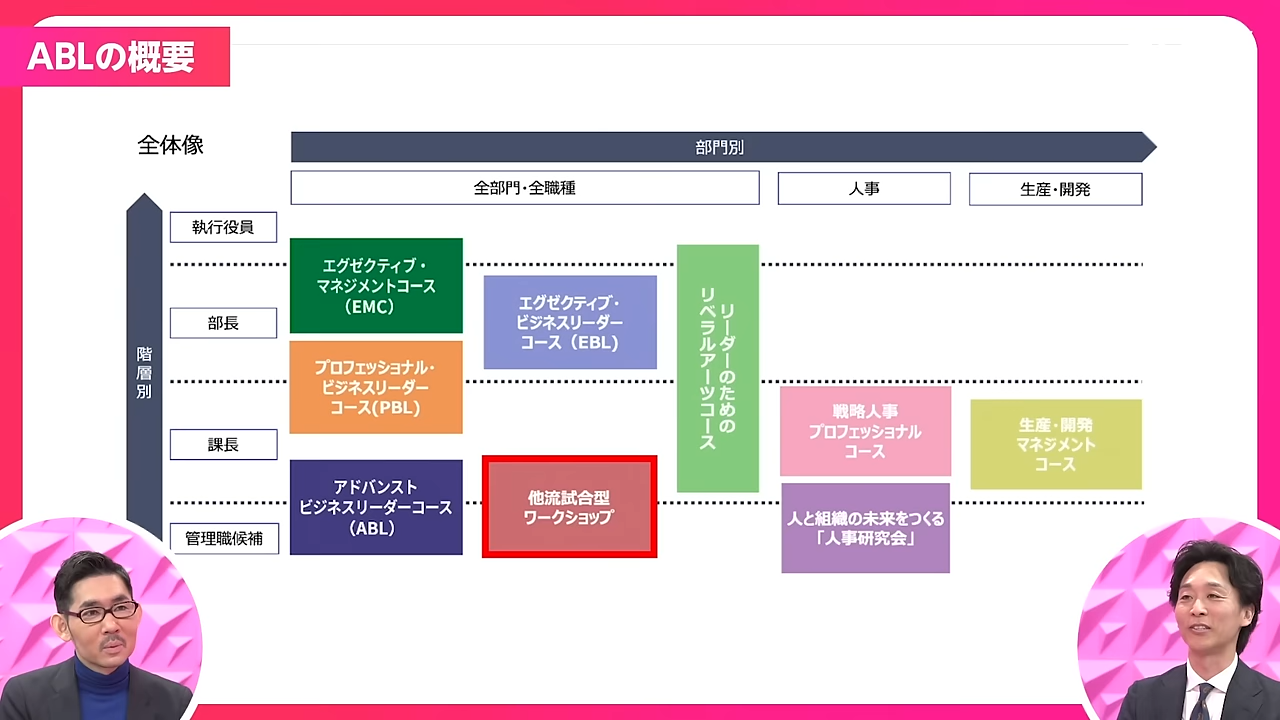 ABLの概要
全体像
部門別
全部門・全職種
人事
生産・開発
階層別
執行役員
部長
課長
管理職候補
エグゼクティブ・
マネジメントコース
（EMC）
プロフェッショナル・
ビジネスリーダー
コース(PBL)
アドバンスト
ビジネスリーダーコース
（ABL）
エグゼクティブ・
ビジネスリーダー
コース（EBL）
他流試合型
ワークショップ
リーダーのための
リベラルアーツコース
戦略人事
プロフェッショナル
コース
人と組織の未来をつくる
「人事研究会」
生産・開発
マネジメント
コース